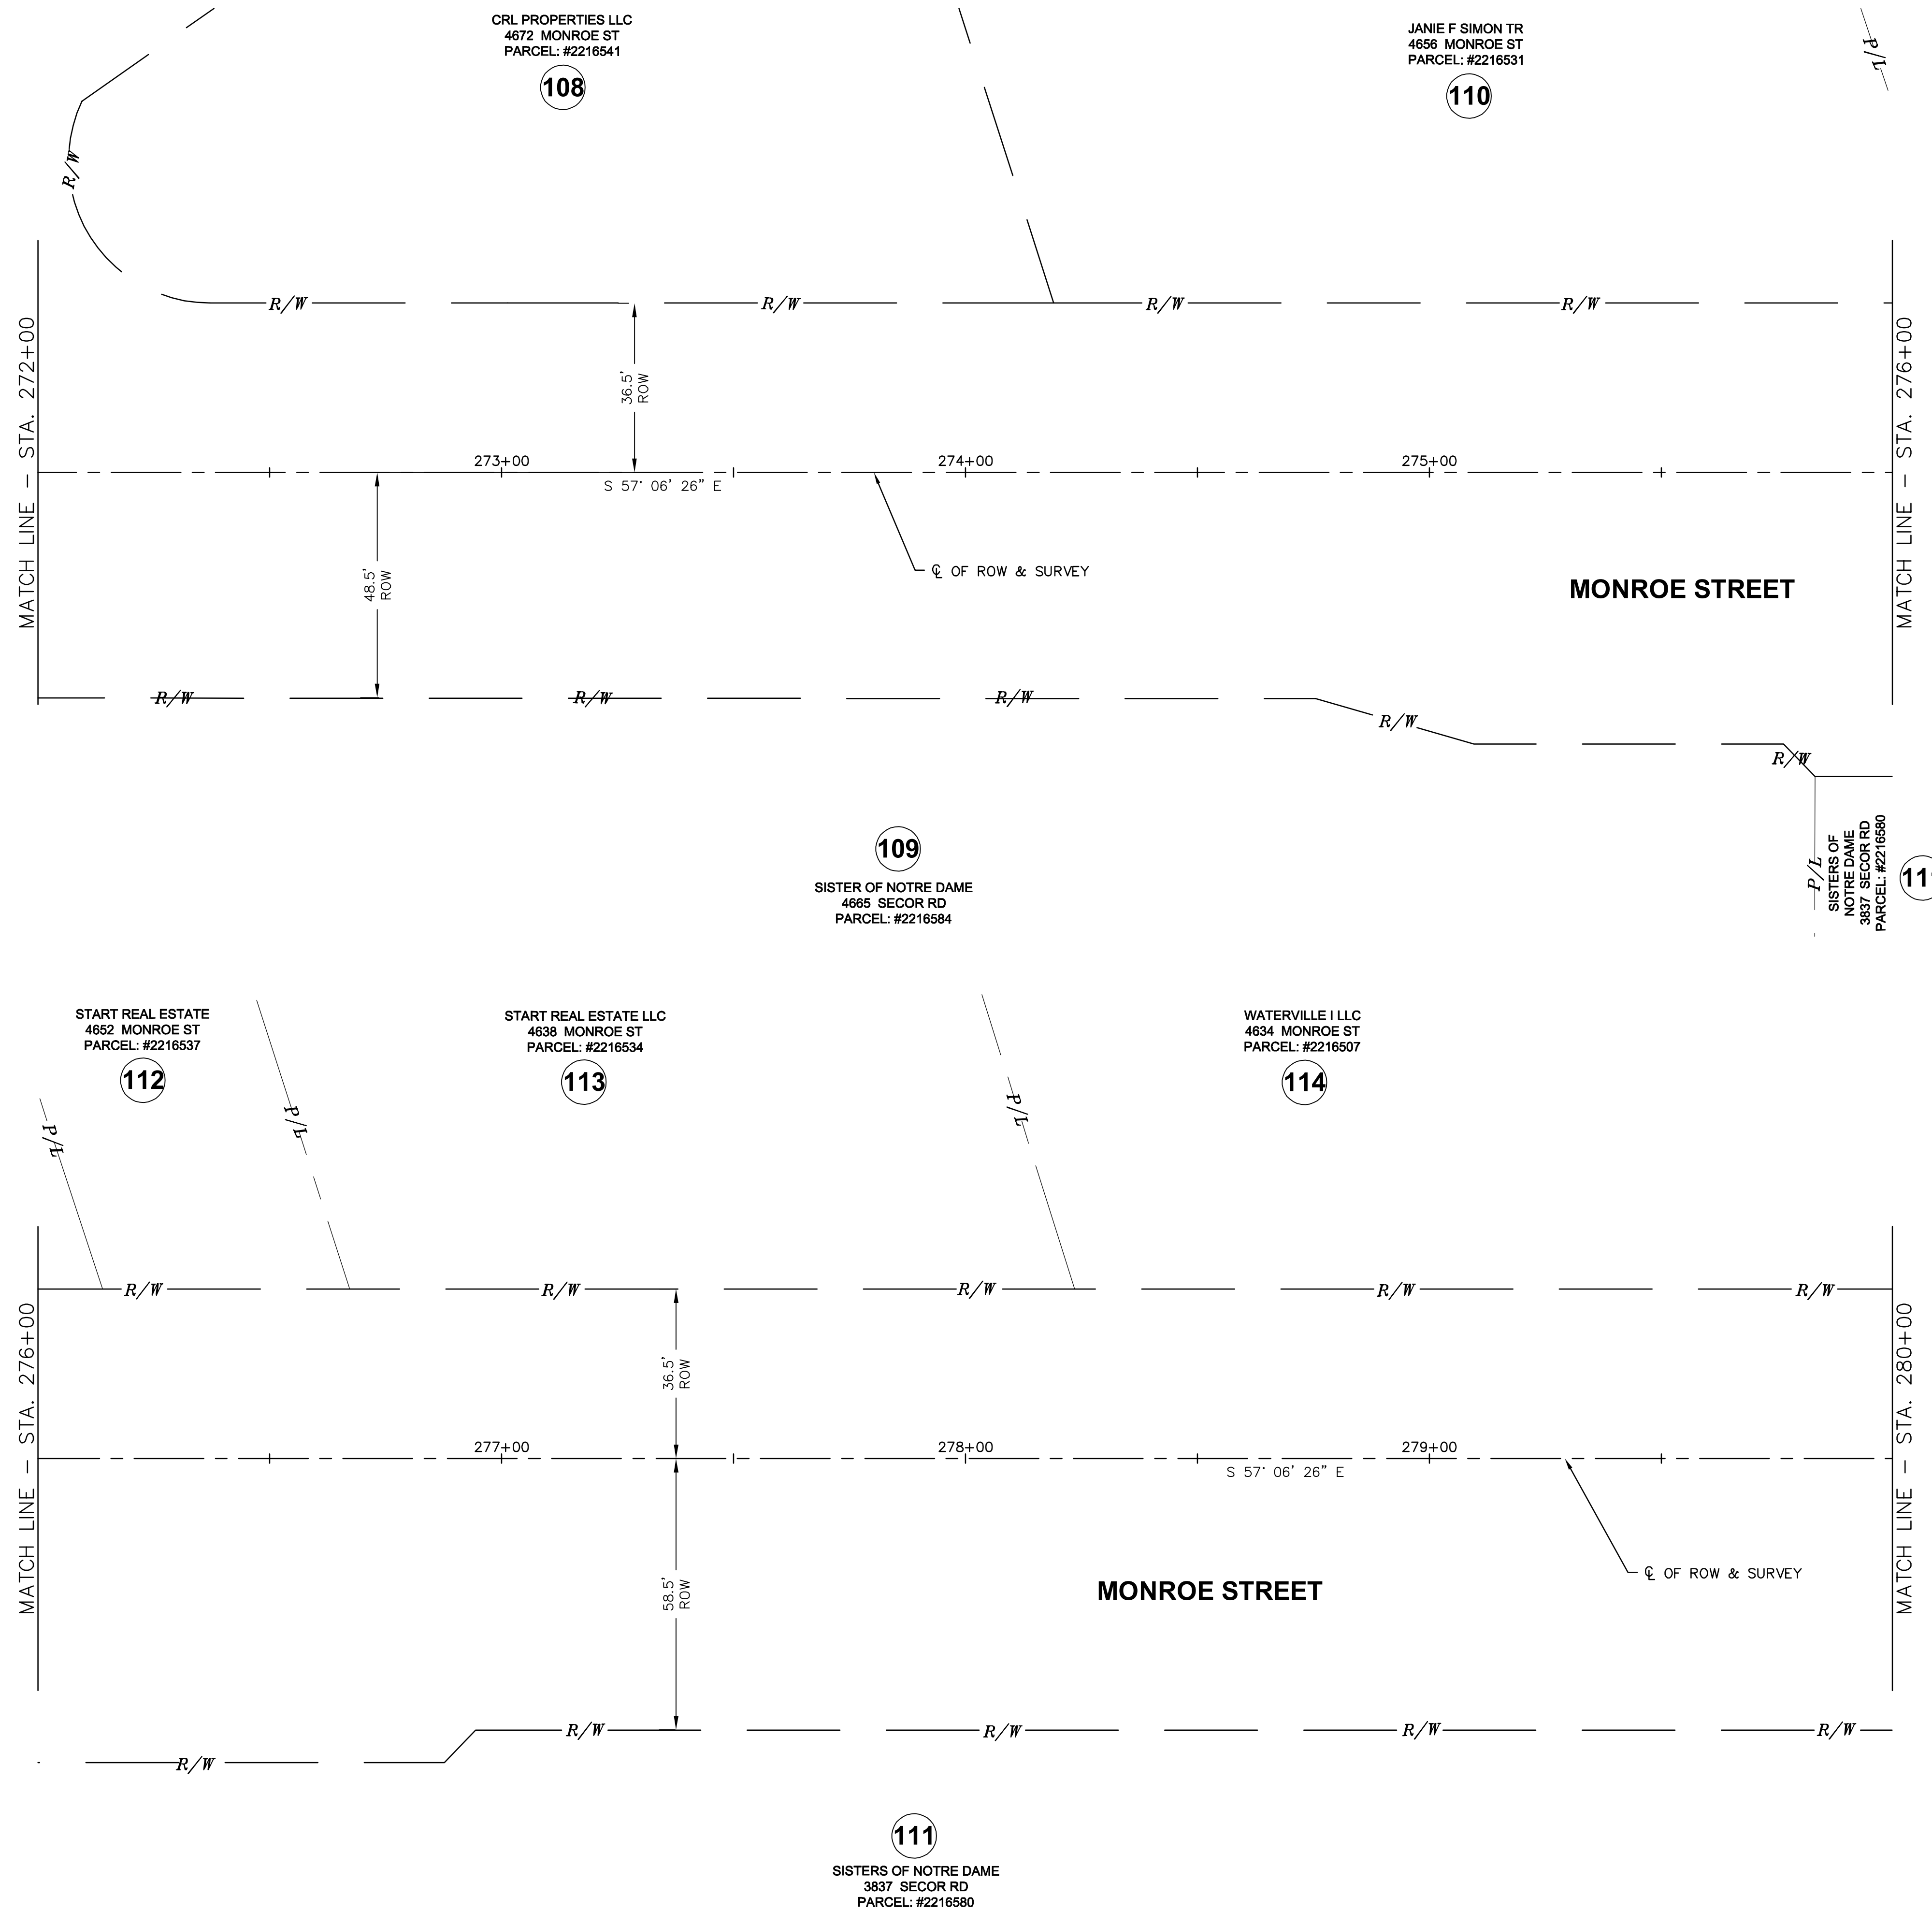 CRL PROPERTIES LLC
4672 MONROE ST
PARCEL: #2216541
108
JANIE F SIMON TR
4656 MONROE ST
PARCEL: #2216531
110
P/L
R/W
R/W
R/W
R/W
R/W
MATCH LINE - STA. 272+00
36.5'
ROW
MATCH LINE - STA. 276+00
273+00
274+00
275+00
S 57° 06' 26" E
48.5'
ROW
℄ OF ROW & SURVEY
MONROE STREET
R/W
R/W
R/W
R/W
R/W
109
SISTER OF NOTRE DAME
4665 SECOR RD
PARCEL: #2216584
P/L
SISTERS OF
NOTRE DAME
3837 SECOR RD
PARCEL: #2216580
START REAL ESTATE
4652 MONROE ST
PARCEL: #2216537
112
START REAL ESTATE LLC
4638 MONROE ST
PARCEL: #2216534
113
WATERVILLE I LLC
4634 MONROE ST
PARCEL: #2216507
114
P/L
P/L
P/L
R/W
R/W
R/W
R/W
R/W
MATCH LINE - STA. 276+00
36.5'
ROW
MATCH LINE - STA. 280+00
277+00
278+00
279+00
S 57° 06' 26" E
58.5'
ROW
℄ OF ROW & SURVEY
MONROE STREET
R/W
R/W
R/W
R/W
R/W
111
SISTERS OF NOTRE DAME
3837 SECOR RD
PARCEL: #2216580